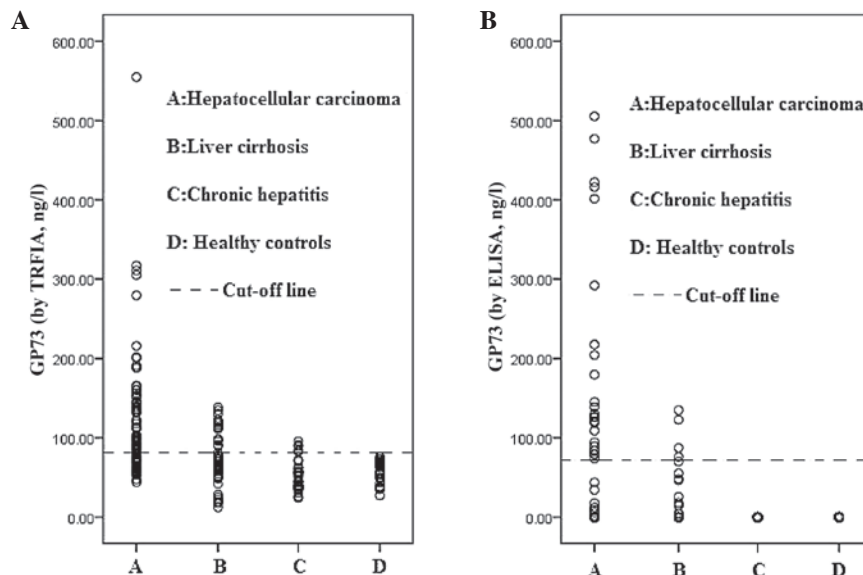 A
600.00
500.00
400.00
300.00
200.00
100.00
0.00
GP73 (by TRFIA, ng/l)
A:Hepatocellular carcinoma
B:Liver cirrhosis
C:Chronic hepatitis
D: Healthy controls
Cut-off line
A B C D
B
600.00
500.00
400.00
300.00
200.00
100.00
0.00
GP73 (by ELISA, ng/l)
A:Hepatocellular carcinoma
B:Liver cirrhosis
C:Chronic hepatitis
D: Healthy controls
Cut-off line
A B C D